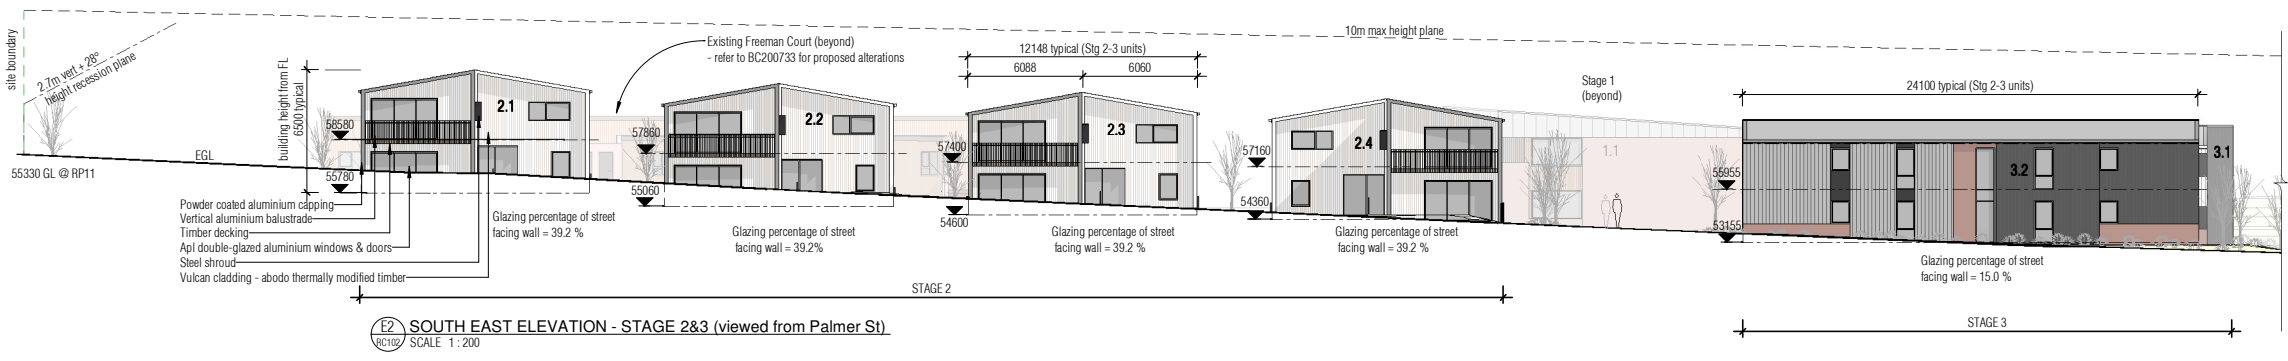 site boundary
2.7m vert + 28°
height recession plane
EGL
55330 GL @ RP11
building height from FL
6500 typical
58580
55780
2.1
Existing Freeman Court (beyond)
- refer to BC200733 for proposed alterations
57860
55060
2.2
12148 typical (Stg 2-3 units)
6088
6060
57400
54600
2.3
10m max height plane
57160
54360
2.4
Stage 1
(beyond)
1.1
24100 typical (Stg 2-3 units)
55955
53155
3.2
3.1
Powder coated aluminium capping
Vertical aluminium balustrade
Timber decking
Apl double-glazed aluminium windows & doors
Steel shroud
Vulcan cladding - abodo thermally modified timber
Glazing percentage of street
facing wall = 39.2 %
Glazing percentage of street
facing wall = 39.2%
Glazing percentage of street
facing wall = 39.2 %
Glazing percentage of street
facing wall = 39.2 %
Glazing percentage of street
facing wall = 15.0 %
STAGE 2
STAGE 3
E2
RC102
SOUTH EAST ELEVATION - STAGE 2&3 (viewed from Palmer St)
SCALE 1 : 200